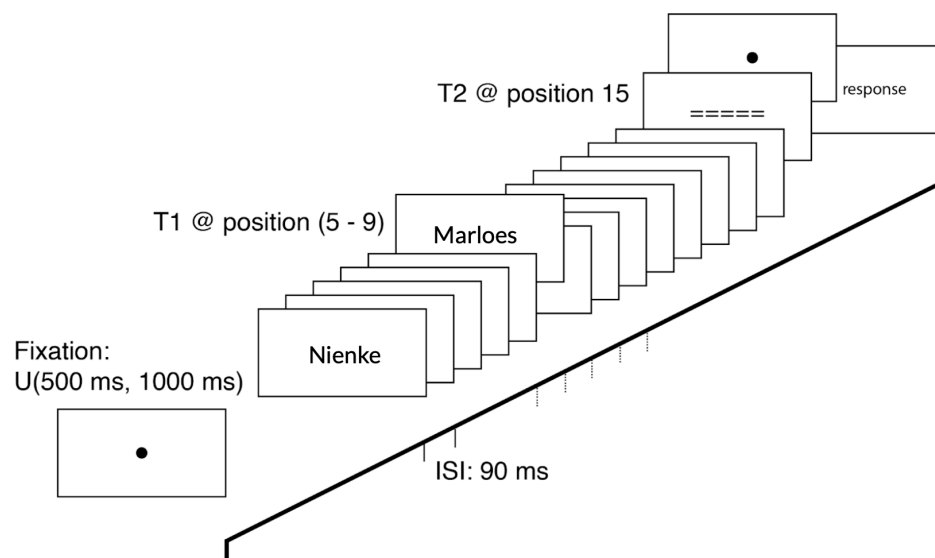 T2 @ position 15
=====
response
T1 @ position (5 - 9)
Marloes
Nienke
Fixation:
U(500 ms, 1000 ms)
ISI: 90 ms